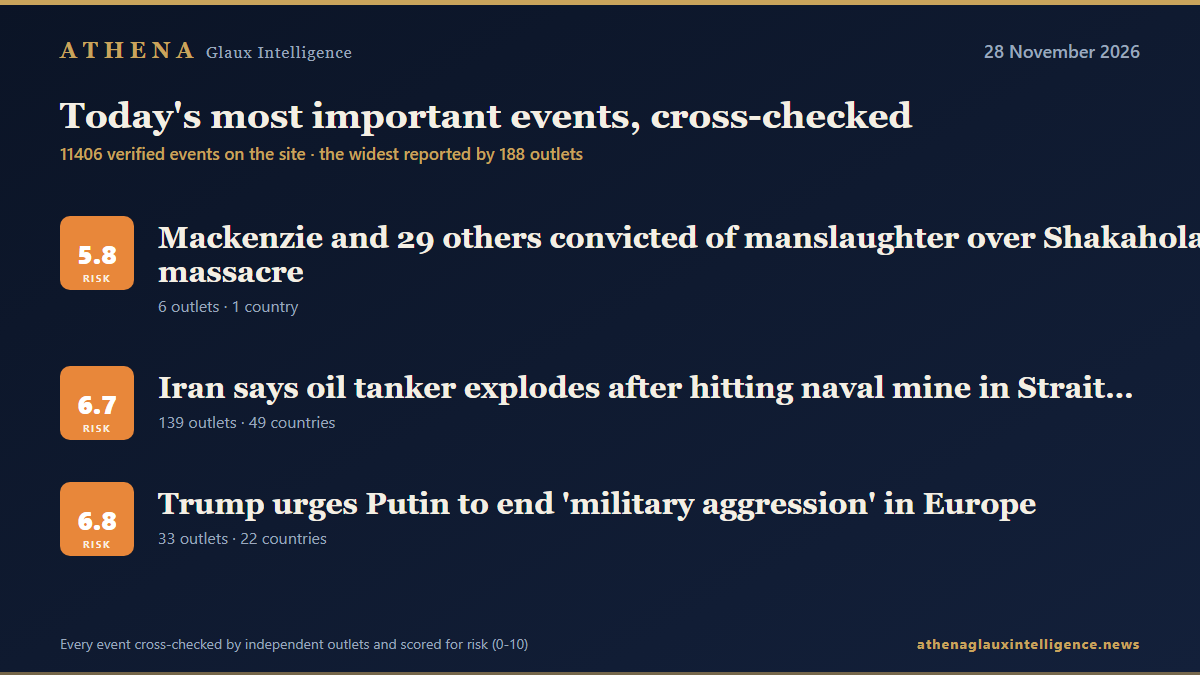 ATHENA Glaux Intelligence
28 November 2026
Today's most important events, cross-checked
11406 verified events on the site · the widest reported by 188 outlets
5.8
RISK
Mackenzie and 29 others convicted of manslaughter over Shakahola
massacre
6 outlets · 1 country
6.7
RISK
Iran says oil tanker explodes after hitting naval mine in Strait...
139 outlets · 49 countries
6.8
RISK
Trump urges Putin to end 'military aggression' in Europe
33 outlets · 22 countries
Every event cross-checked by independent outlets and scored for risk (0-10)
athenaglauxintelligence.news